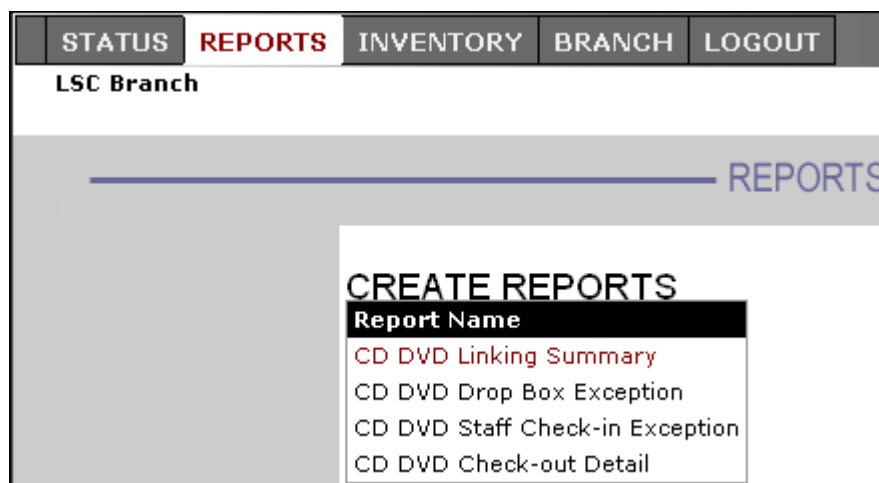 STATUS REPORTS INVENTORY BRANCH LOGOUT
LSC Branch
REPORTS
CREATE REPORTS
Report Name
CD DVD Linking Summary
CD DVD Drop Box Exception
CD DVD Staff Check-in Exception
CD DVD Check-out Detail